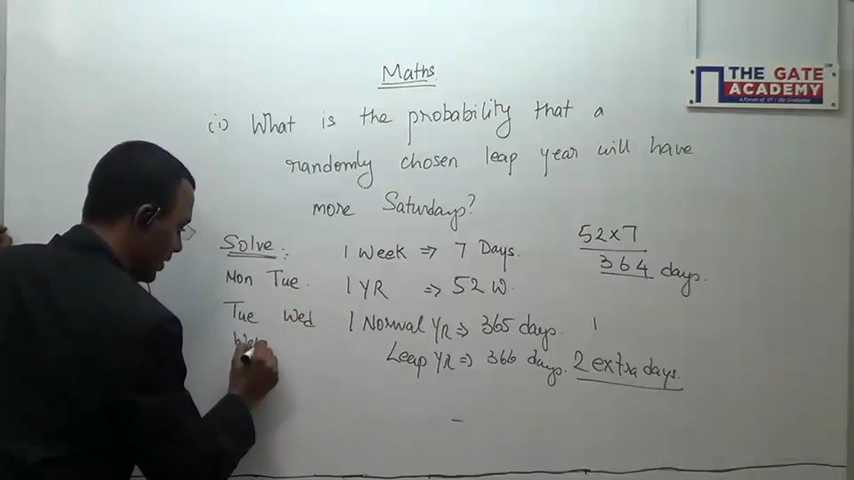 Maths
THE GATE
ACADEMY
(i) What is the probability that a
randomly chosen leap year will have
more Saturdays?
52x7
Solve: 1 Week ⇒ 7 Days.
364 days.
Mon Tue. 1 YR ⇒ 52 W.
Tue Wed 1 Normal YR ⇒ 365 days. 1
Leap YR ⇒ 366 days. 2 extra days.